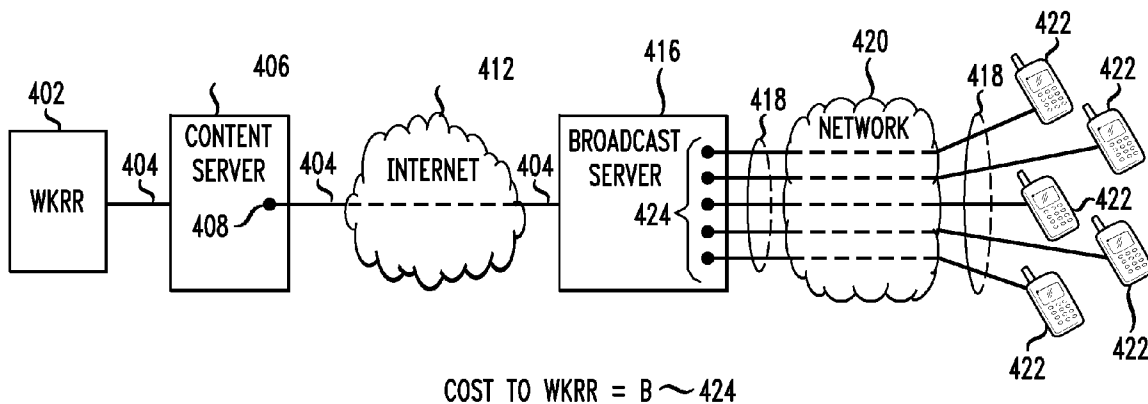 422
406
412
416
420
422
402
418
418
CONTENT
SERVER
BROADCAST
SERVER
NETWORK
404
INTERNET
404
404
WKRR
408
424
422
422
422
COST TO WKRR = B 424